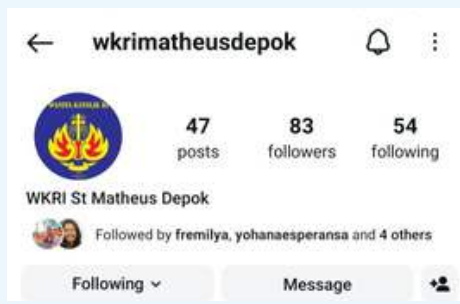 wkrimatheusdepok
47 83 54
posts followers following
WKRI St Matheus Depok
Followed by fremilya, yohanaesperansa and 4 others
Following Message